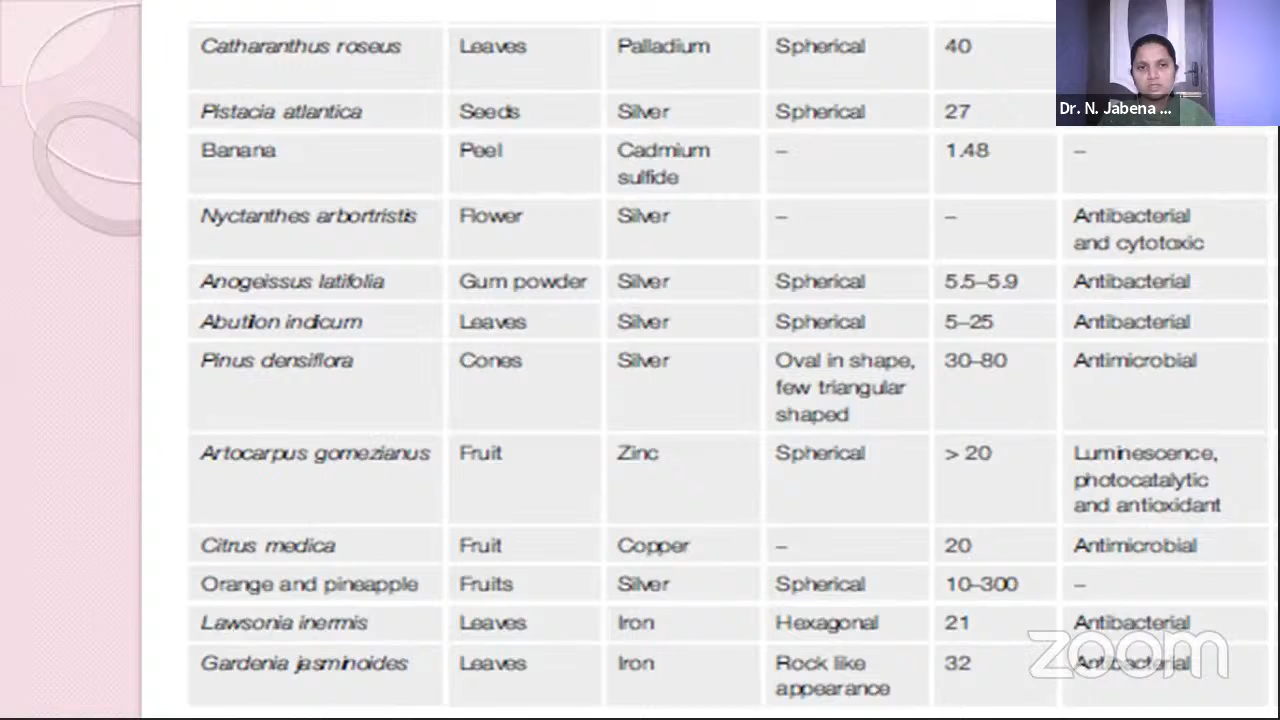 Catharanthus roseus Leaves Palladium Spherical 40
Pistacia atlantica Seeds Silver Spherical 27
Banana Peel Cadmium – 1.48 –
sulfide
Nyctanthes arbortristis Flower Silver – – Antibacterial
and cytotoxic
Anogeissus latifolia Gum powder Silver Spherical 5.5–5.9 Antibacterial
Abutilon indicum Leaves Silver Spherical 5–25 Antibacterial
Pinus densiflora Cones Silver Oval in shape, 30–80 Antimicrobial
few triangular
shaped
Artocarpus gomezianus Fruit Zinc Spherical > 20 Luminescence,
photocatalytic
and antioxidant
Citrus medica Fruit Copper – 20 Antimicrobial
Orange and pineapple Fruits Silver Spherical 10–300 –
Lawsonia inermis Leaves Iron Hexagonal 21 Antibacterial
Gardenia jasminoides Leaves Iron Rock like 32 Antibacterial
appearance
Dr. N. Jabena ...
zoom